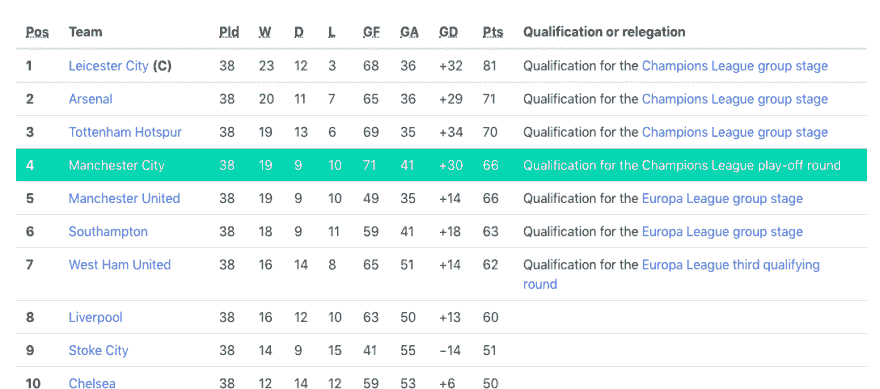 Pos Team Pld W D L GF GA GD Pts Qualification or relegation
1 Leicester City (C) 38 23 12 3 68 36 +32 81 Qualification for the Champions League group stage
2 Arsenal 38 20 11 7 65 36 +29 71 Qualification for the Champions League group stage
3 Tottenham Hotspur 38 19 13 6 69 35 +34 70 Qualification for the Champions League group stage
4 Manchester City 38 19 9 10 71 41 +30 66 Qualification for the Champions League play-off round
5 Manchester United 38 19 9 10 49 35 +14 66 Qualification for the Europa League group stage
6 Southampton 38 18 9 11 59 41 +18 63 Qualification for the Europa League group stage
7 West Ham United 38 16 14 8 65 51 +14 62 Qualification for the Europa League third qualifying
round
8 Liverpool 38 16 12 10 63 50 +13 60
9 Stoke City 38 14 9 15 41 55 −14 51
10 Chelsea 38 12 14 12 59 53 +6 50